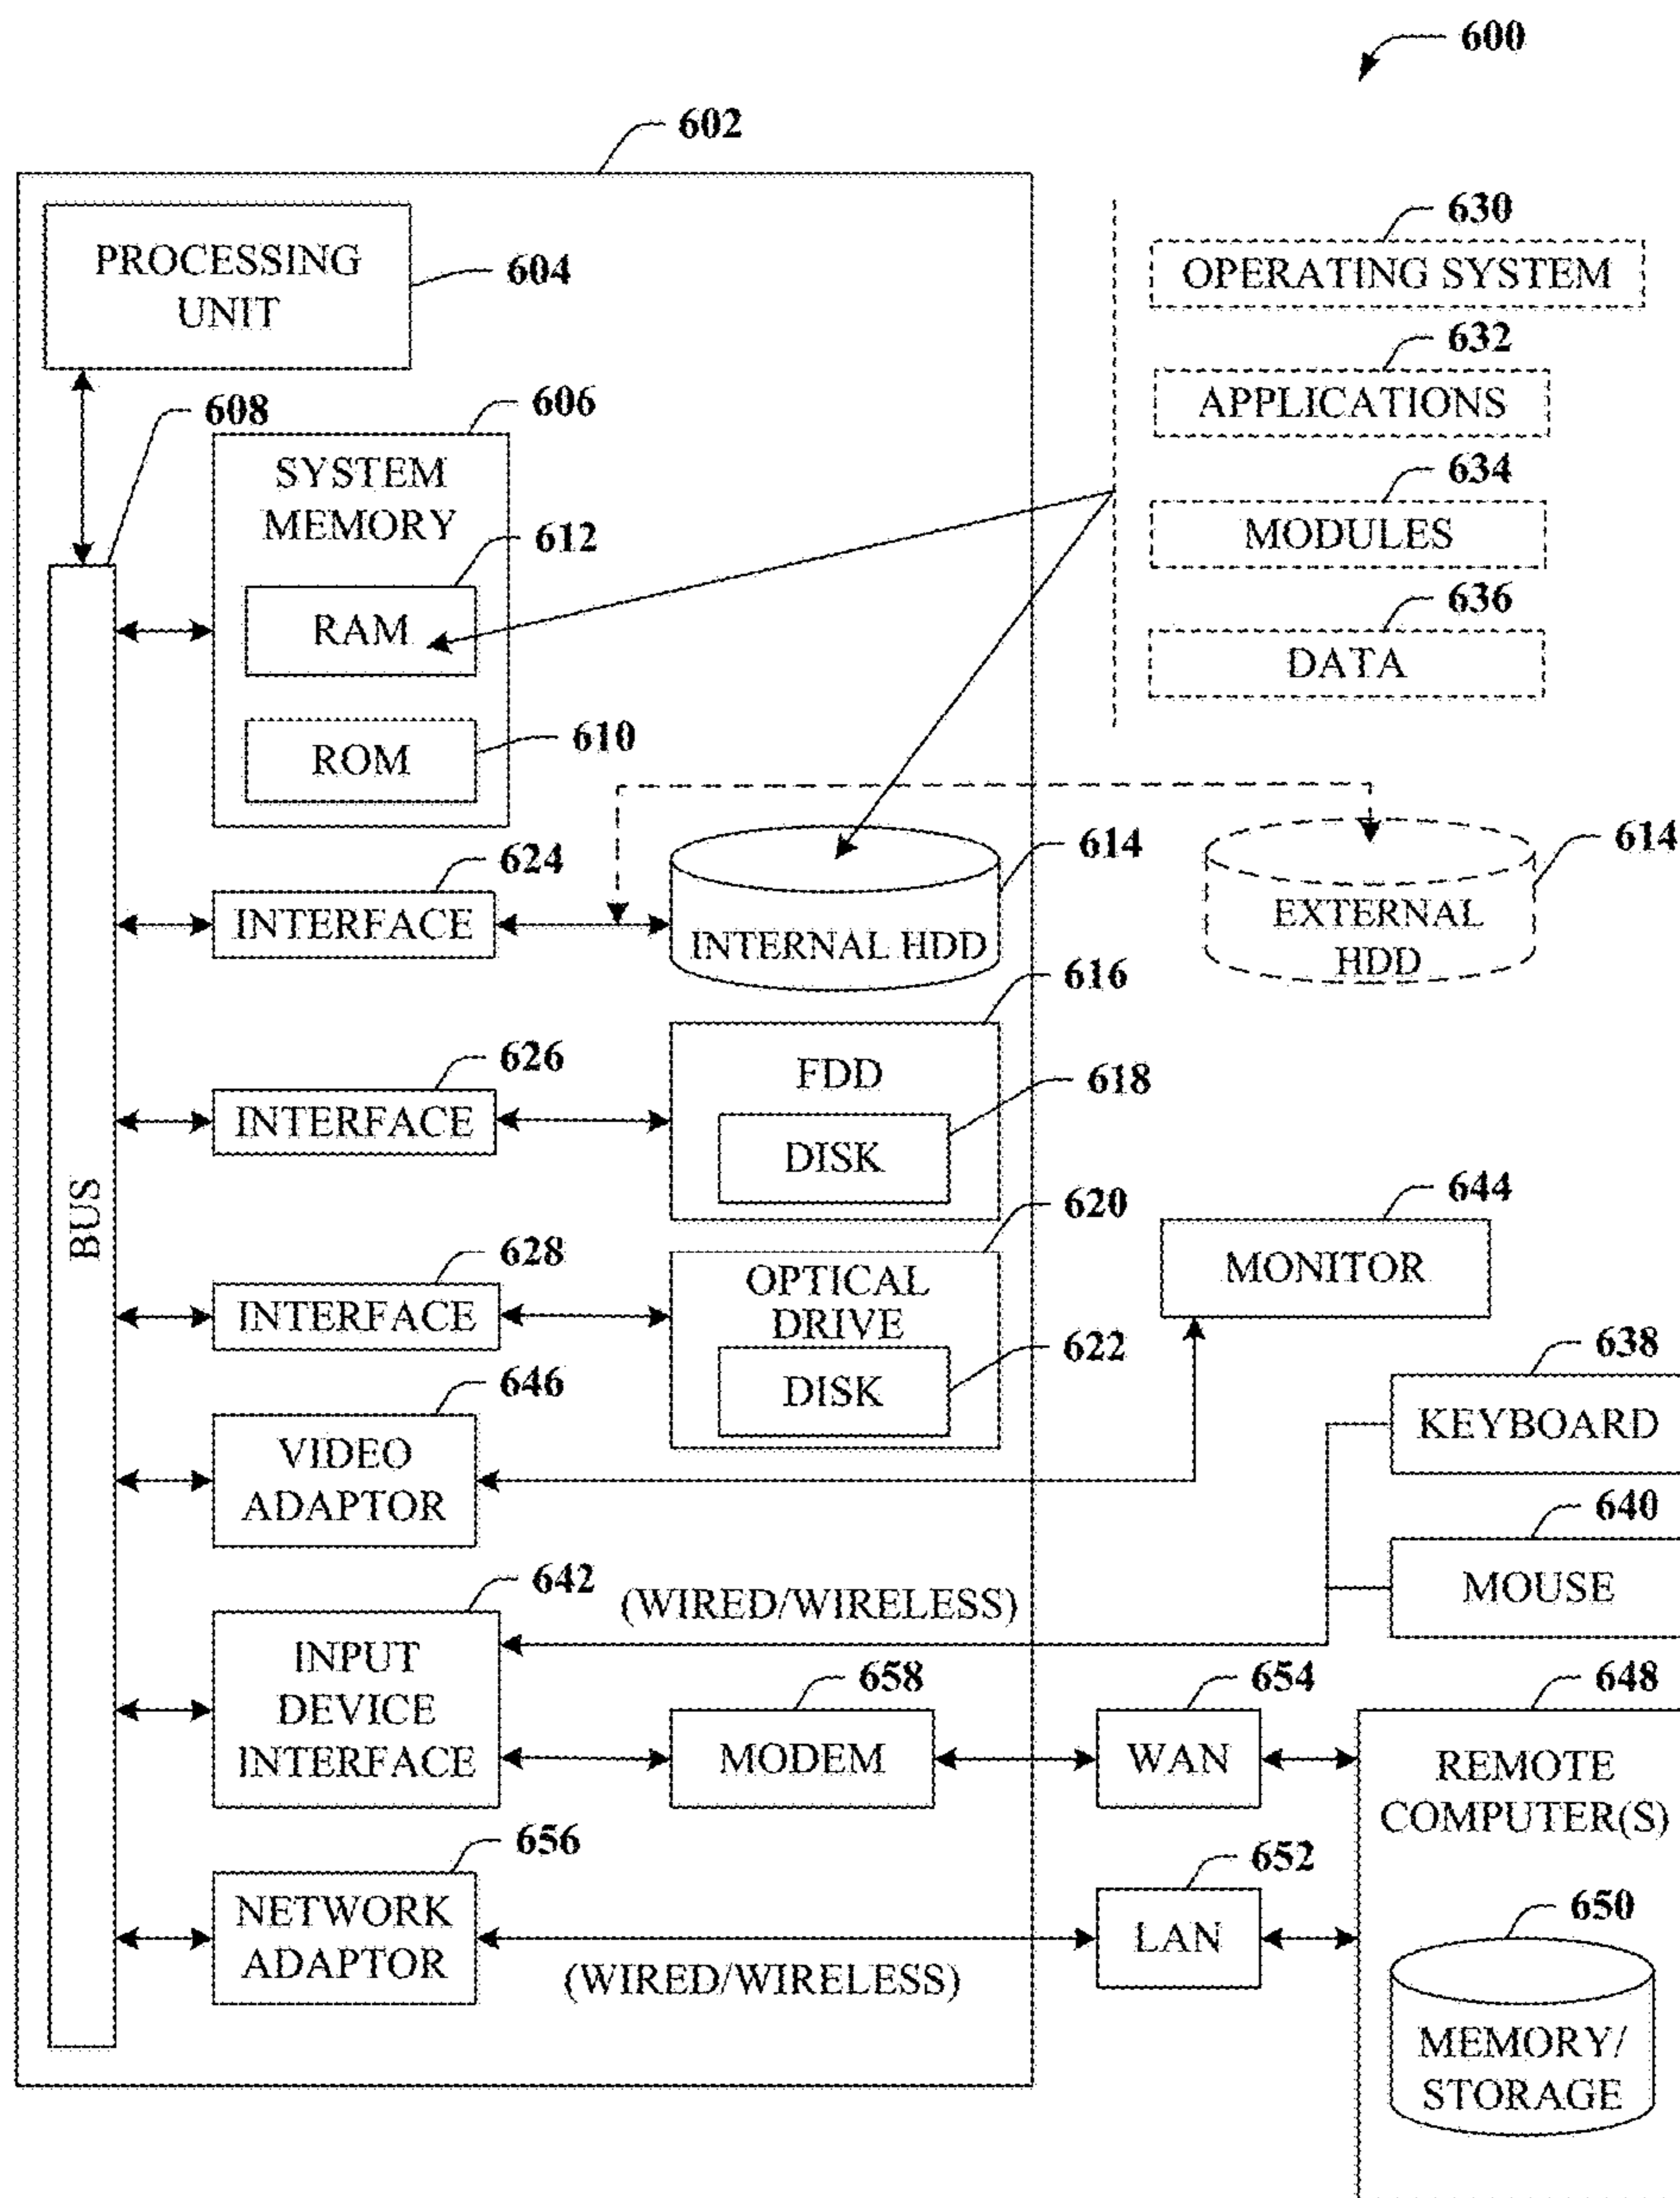 600
602
PROCESSING
UNIT
604
630
OPERATING SYSTEM
632
APPLICATIONS
634
MODULES
636
DATA
608
606
SYSTEM
MEMORY
612
RAM
610
ROM
BUS
624
INTERFACE
614
INTERNAL HDD
614
EXTERNAL
HDD
626
INTERFACE
616
FDD
618
DISK
628
INTERFACE
620
OPTICAL
DRIVE
622
DISK
644
MONITOR
646
VIDEO
ADAPTOR
638
KEYBOARD
640
MOUSE
642
INPUT
DEVICE
INTERFACE
(WIRED/WIRELESS)
658
MODEM
654
WAN
648
REMOTE
COMPUTER(S)
656
NETWORK
ADAPTOR
(WIRED/WIRELESS)
652
LAN
650
MEMORY/
STORAGE